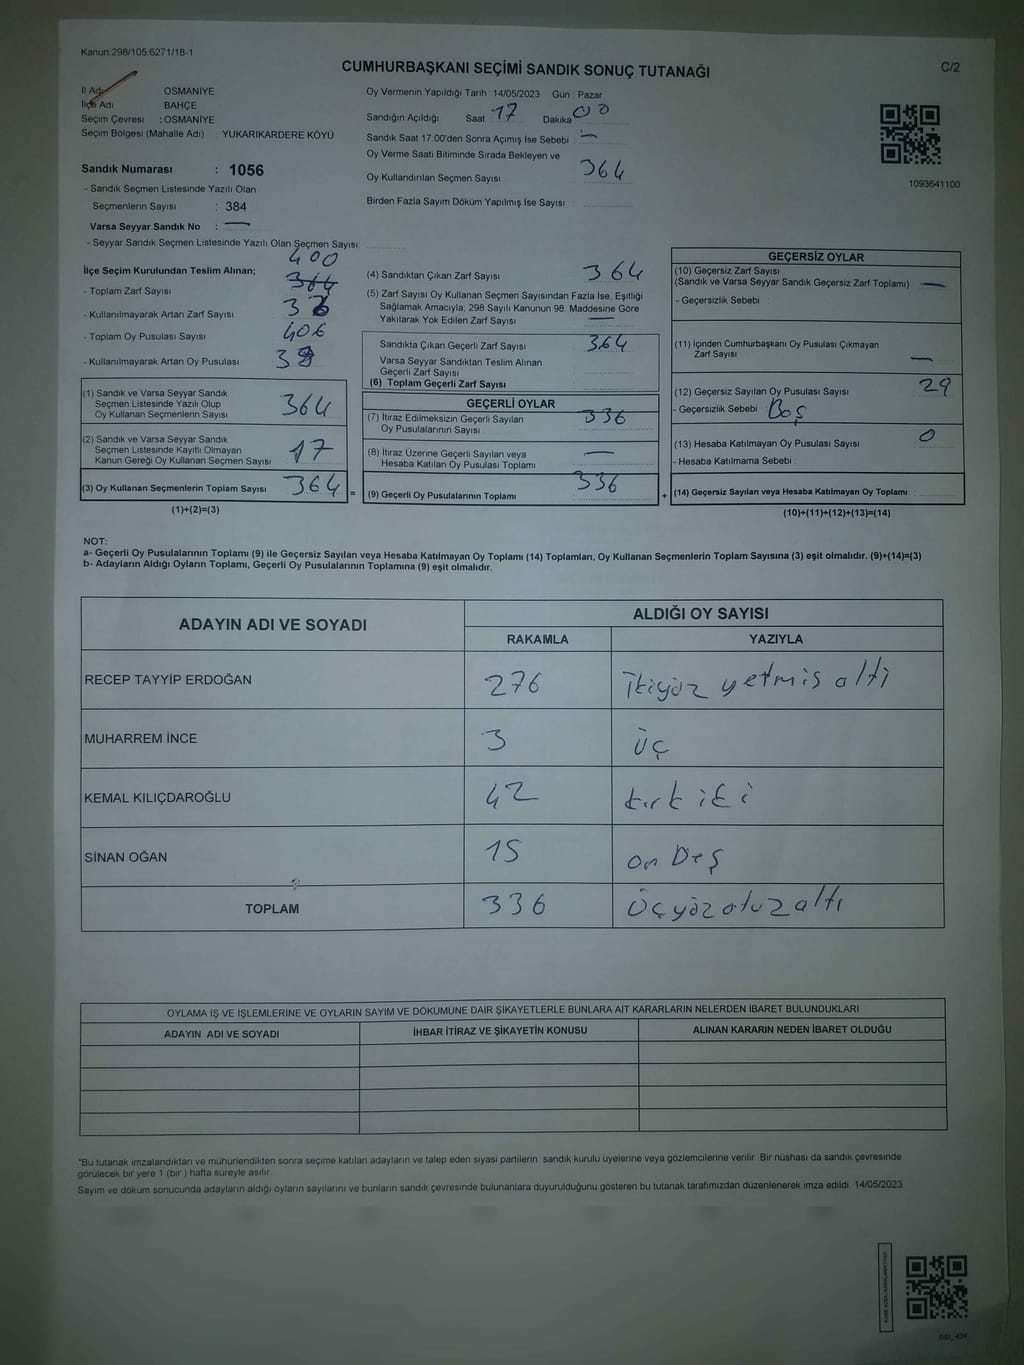 Kanun:298/105.6271/18-1
CUMHURBAŞKANI SEÇİMİ SANDIK SONUÇ TUTANAĞI
C/2
İl Adı OSMANİYE
İlçe Adı BAHÇE
Seçim Çevresi : OSMANİYE
Seçim Bölgesi (Mahalle Adı) YUKARIKARDERE KÖYÜ
Sandık Numarası : 1056
- Sandık Seçmen Listesinde Yazılı Olan
Seçmenlerin Sayısı : 384
Varsa Seyyar Sandık No : —
- Seyyar Sandık Seçmen Listesinde Yazılı Olan Seçmen Sayısı:
Oy Vermenin Yapıldığı Tarih 14/05/2023 Gün : Pazar
Sandığın Açıldığı Saat 17 Dakika 00
Sandık Saat 17.00'den Sonra Açımış İse Sebebi : —
Oy Verme Saati Bitiminde Sırada Bekleyen ve
Oy Kullandırılan Seçmen Sayısı 364
Birden Fazla Sayım Döküm Yapılmış İse Sayısı :
1093641100
İlçe Seçim Kurulundan Teslim Alınan;
400
- Toplam Zarf Sayısı 364
- Kullanılmayarak Artan Zarf Sayısı
- Toplam Oy Pusulası Sayısı 406
- Kullanılmayarak Artan Oy Pusulası
(1) Sandık ve Varsa Seyyar Sandık
Seçmen Listesinde Yazılı Olup
Oy Kullanan Seçmenlerin Sayısı 364
(2) Sandık ve Varsa Seyyar Sandık
Seçmen Listesinde Kayıtlı Olmayan
Kanun Gereği Oy Kullanan Seçmen Sayısı 17
(3) Oy Kullanan Seçmenlerin Toplam Sayısı 364 =
(1)+(2)=(3)
(4) Sandıktan Çıkan Zarf Sayısı 364
(5) Zarf Sayısı Oy Kullanan Seçmen Sayısından Fazla İse, Eşitliği
Sağlamak Amacıyla; 298 Sayılı Kanunun 98. Maddesine Göre
Yakılarak Yok Edilen Zarf Sayısı —
Sandıkta Çıkan Geçerli Zarf Sayısı 364
Varsa Seyyar Sandıktan Teslim Alınan
Geçerli Zarf Sayısı
(6) Toplam Geçerli Zarf Sayısı
GEÇERLİ OYLAR
(7) İtiraz Edilmeksizin Geçerli Sayılan
Oy Pusulalarının Sayısı 336
(8) İtiraz Üzerine Geçerli Sayılan veya
Hesaba Katılan Oy Pusulası Toplamı —
(9) Geçerli Oy Pusulalarının Toplamı 336 +
GEÇERSİZ OYLAR
(10) Geçersiz Zarf Sayısı
(Sandık ve Varsa Seyyar Sandık Geçersiz Zarf Toplamı) —
- Geçersizlik Sebebi :
(11) İçinden Cumhurbaşkanı Oy Pusulası Çıkmayan
Zarf Sayısı —
(12) Geçersiz Sayılan Oy Pusulası Sayısı 29
- Geçersizlik Sebebi : Boş
(13) Hesaba Katılmayan Oy Pusulası Sayısı 0
- Hesaba Katılmama Sebebi :
(14) Geçersiz Sayılan veya Hesaba Katılmayan Oy Toplamı :
(10)+(11)+(12)+(13)=(14)
NOT:
a- Geçerli Oy Pusulalarının Toplamı (9) ile Geçersiz Sayılan veya Hesaba Katılmayan Oy Toplamı (14) Toplamları, Oy Kullanan Seçmenlerin Toplam Sayısına (3) eşit olmalıdır. (9)+(14)=(3)
b- Adayların Aldığı Oyların Toplamı, Geçerli Oy Pusulalarının Toplamına (9) eşit olmalıdır.
ADAYIN ADI VE SOYADI ALDIĞI OY SAYISI
RAKAMLA YAZIYLA
RECEP TAYYİP ERDOĞAN 276 ikiyüz yetmiş altı
MUHARREM İNCE 3 üç
KEMAL KILIÇDAROĞLU 42 kırk iki
SİNAN OĞAN 15 on Beş
TOPLAM 336 üçyüz otuz altı
OYLAMA İŞ VE İŞLEMLERİNE VE OYLARIN SAYIM VE DÖKÜMÜNE DAİR ŞİKAYETLERLE BUNLARA AİT KARARLARIN NELERDEN İBARET BULUNDUKLARI
ADAYIN ADI VE SOYADI İHBAR İTİRAZ VE ŞİKAYETİN KONUSU ALINAN KARARIN NEDEN İBARET OLDUĞU
*Bu tutanak imzalandıktan ve mühürlendikten sonra seçime katılan adayların ve talep eden siyasi partilerin sandık kurulu üyelerine veya gözlemcilerine verilir. Bir nüshası da sandık çevresinde
görülecek bir yere 1 (bir ) hafta süreyle asılır.
Sayım ve döküm sonucunda adayların aldığı oyların sayılarını ve bunların sandık çevresinde bulunanlara duyurulduğunu gösteren bu tutanak tarafımızdan düzenlenerek imza edildi. 14/05/2023